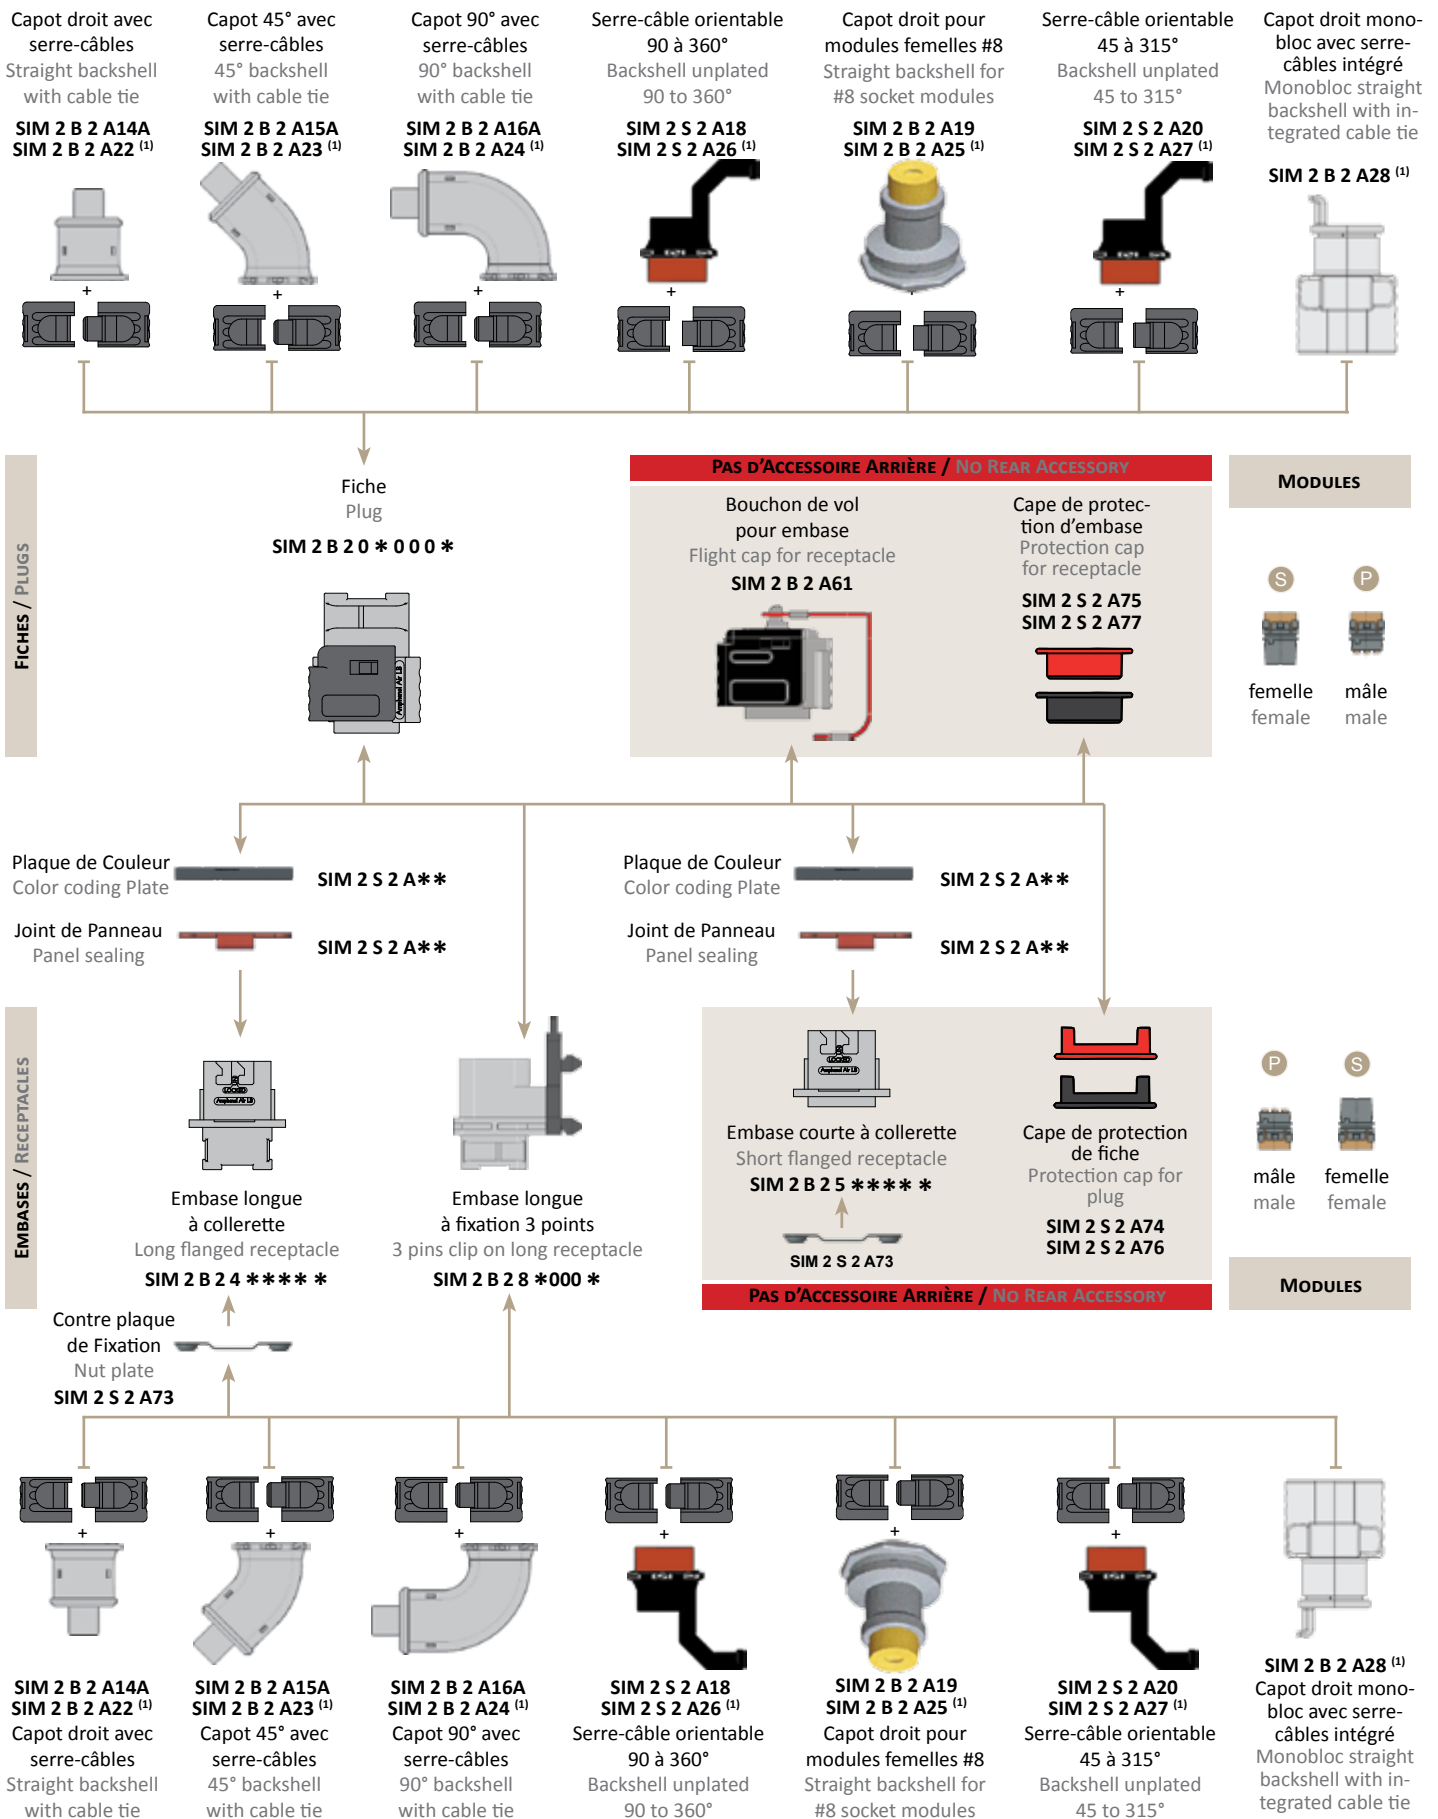 Capot droit avec
serre-câbles
Straight backshell
with cable tie
SIM 2 B 2 A14A
SIM 2 B 2 A22 (1)
Capot 45° avec
serre-câbles
45° backshell
with cable tie
SIM 2 B 2 A15A
SIM 2 B 2 A23 (1)
Capot 90° avec
serre-câbles
90° backshell
with cable tie
SIM 2 B 2 A16A
SIM 2 B 2 A24 (1)
Serre-câble orientable
90 à 360°
Backshell unplated
90 to 360°
SIM 2 S 2 A18
SIM 2 S 2 A26 (1)
Capot droit pour
modules femelles #8
Straight backshell for
#8 socket modules
SIM 2 B 2 A19
SIM 2 B 2 A25 (1)
Serre-câble orientable
45 à 315°
Backshell unplated
45 to 315°
SIM 2 S 2 A20
SIM 2 S 2 A27 (1)
Capot droit mono-
bloc avec serre-
câbles intégré
Monobloc straight
backshell with in-
tegrated cable tie
SIM 2 B 2 A28 (1)
+
+
+
+
+
FICHES / PLUGS
Fiche
Plug
SIM 2 B 2 0 * 0 0 0 *
Amphenol Air LB
PAS D'ACCESSOIRE ARRIÈRE / NO REAR ACCESSORY
Bouchon de vol
pour embase
Flight cap for receptacle
SIM 2 B 2 A61
Cape de protec-
tion d'embase
Protection cap
for receptacle
SIM 2 S 2 A75
SIM 2 S 2 A77
MODULES
S
P
femelle
female
mâle
male
Plaque de Couleur
Color coding Plate
SIM 2 S 2 A**
Joint de Panneau
Panel sealing
SIM 2 S 2 A**
Plaque de Couleur
Color coding Plate
SIM 2 S 2 A**
Joint de Panneau
Panel sealing
SIM 2 S 2 A**
EMBASES / RECEPTACLES
LOCKED
Amphenol Air LB
Embase longue
à collerette
Long flanged receptacle
SIM 2 B 2 4 **** *
Embase longue
à fixation 3 points
3 pins clip on long receptacle
SIM 2 B 2 8 *000 *
LOCKED
Amphenol Air LB
Embase courte à collerette
Short flanged receptacle
SIM 2 B 2 5 **** *
SIM 2 S 2 A73
Cape de protection
de fiche
Protection cap for
plug
SIM 2 S 2 A74
SIM 2 S 2 A76
PAS D'ACCESSOIRE ARRIÈRE / NO REAR ACCESSORY
P
S
mâle
male
femelle
female
MODULES
Contre plaque
de Fixation
Nut plate
SIM 2 S 2 A73
+
+
+
+
+
+
SIM 2 B 2 A14A
SIM 2 B 2 A22 (1)
Capot droit avec
serre-câbles
Straight backshell
with cable tie
SIM 2 B 2 A15A
SIM 2 B 2 A23 (1)
Capot 45° avec
serre-câbles
45° backshell
with cable tie
SIM 2 B 2 A16A
SIM 2 B 2 A24 (1)
Capot 90° avec
serre-câbles
90° backshell
with cable tie
SIM 2 S 2 A18
SIM 2 S 2 A26 (1)
Serre-câble orientable
90 à 360°
Backshell unplated
90 to 360°
SIM 2 B 2 A19
SIM 2 B 2 A25 (1)
Capot droit pour
modules femelles #8
Straight backshell for
#8 socket modules
SIM 2 S 2 A20
SIM 2 S 2 A27 (1)
Serre-câble orientable
45 à 315°
Backshell unplated
45 to 315°
SIM 2 B 2 A28 (1)
Capot droit mono-
bloc avec serre-
câbles intégré
Monobloc straight
backshell with in-
tegrated cable tie